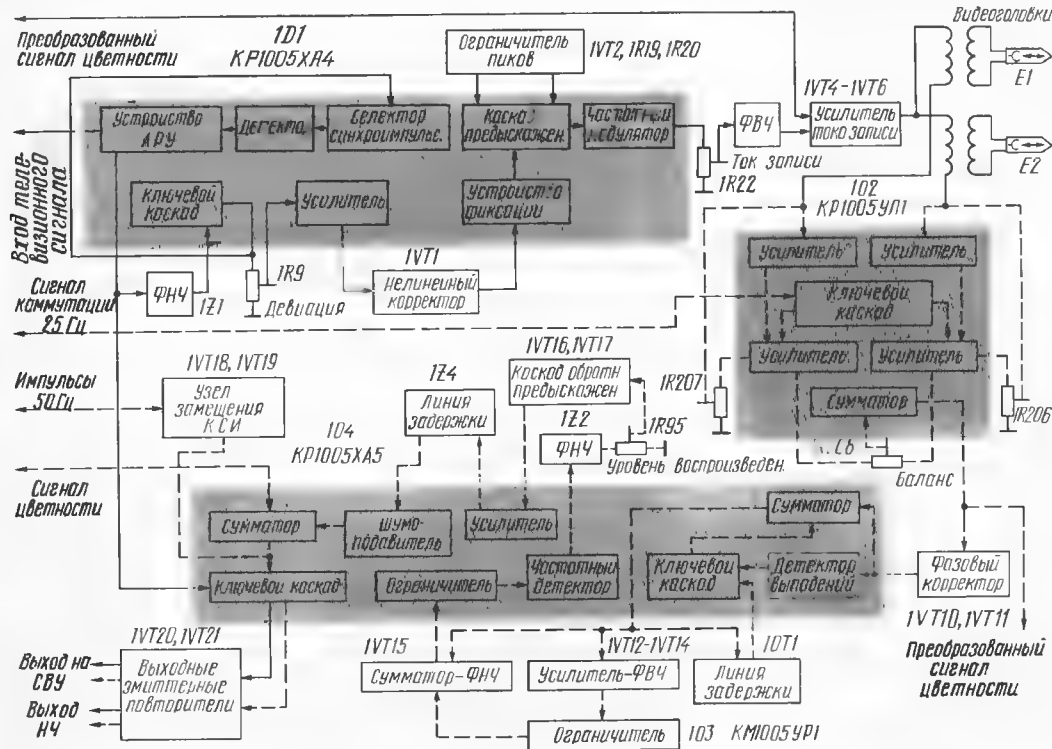 Преобразованный
сигнал цветности
1D1
КР1005ХА4
Ограничитель
пиков
1VT2, 1R19, 1R20
1VT4-1VT6
Видеоголовки
E1
E2
Устройство
АРУ
Селектор
синхроимпульс.
Каскад
предыскажен.
Частотный
модулятор
ФВЧ
Усилитель
тока записи
Ток записи
1R22
Вход теле-
визионного
сигнала
Ключевой
каскад
Усилитель
Устройство
фиксации
1D2
КР1005УП1
Усилитель
Усилитель
Сигнал
коммутации
25 Гц
ФНЧ
1Z1
1R9
Девиация
1VT1
Нелинейный
корректор
Ключевой
каскад
Усилитель
Усилитель
1R207
1R206
Сумматор
Баланс
Импульсы
50 Гц
1VT18, 1VT19
Узел
замещения
КСИ
1D4
КР1005ХА5
1Z4
Линия
задержки
1VT16, 1VT17
Каскад обратн
предыскажен
1Z2
ФНЧ
1R95
Уровень воспроизведен.
Сигнал
цветности
Сумматор
Шумо-
подавитель
Усилитель
Сумматор
Ключевой каскад
Ограничитель
Частотный
детектор
Ключевой
каскад
Детектор
выпадений
Фазовый
корректор
1VT10, 1VT11
Преобразованный
сигнал
цветности
1VT20, 1VT21
Выходные
эмиттерные
повторители
Выход на
СВУ
Выход
НЧ
1VT15
Сумматор-ФНЧ
1VT12-1VT14
Усилитель-ФВЧ
1DT1
Линия
задержки
Ограничитель
1D3 КМ1005УР1